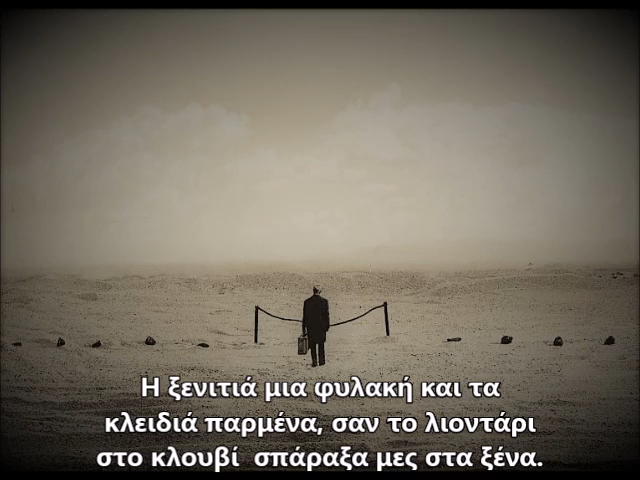 Η ξενιτιά μια φυλακή και τα
κλειδιά παρμένα, σαν το λιοντάρι
στο κλουβί  σπάραξα μες στα ξένα.